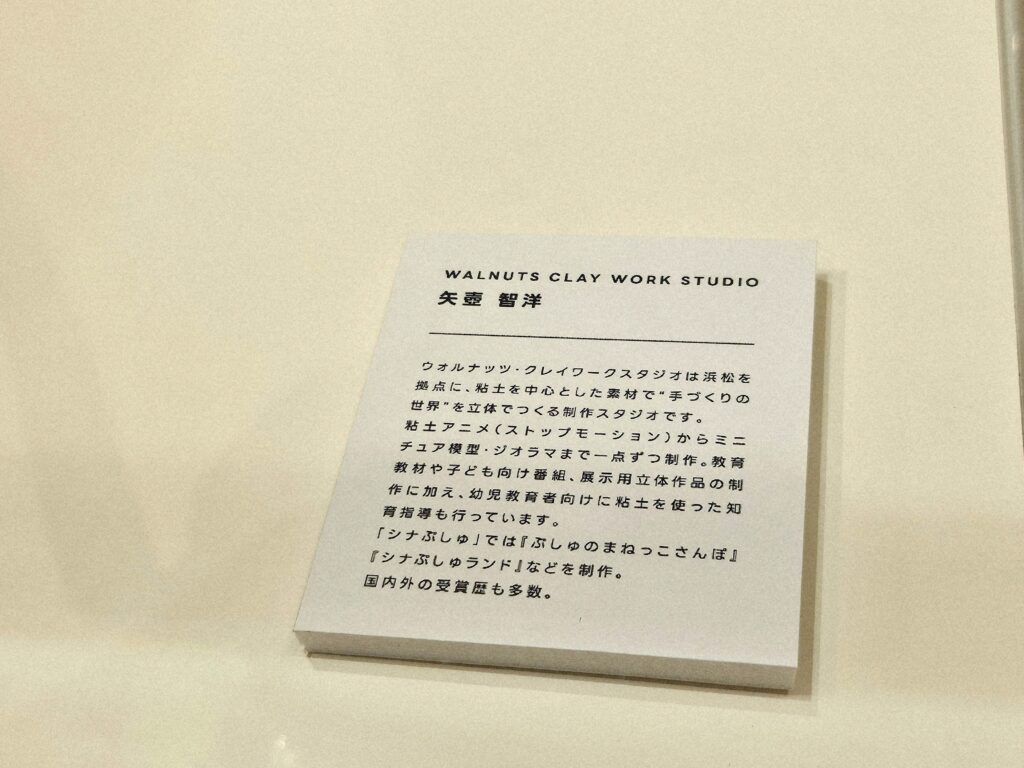 WALNUTS CLAY WORK STUDIO
矢壺 智洋
ウォルナッツ・クレイワークスタジオは浜松を
拠点に、粘土を中心とした素材で“手づくりの
世界”を立体でつくる制作スタジオです。
粘土アニメ(ストップモーション)からミニ
チュア模型・ジオラマまで一点ずつ制作。教育
教材や子ども向け番組、展示用立体作品の制
作に加え、幼児教育者向けに粘土を使った知
育指導も行っています。
「シナぷしゅ」では『ぷしゅのまねっこさんぽ』
『シナぷしゅランド』などを制作。
国内外の受賞歴も多数。